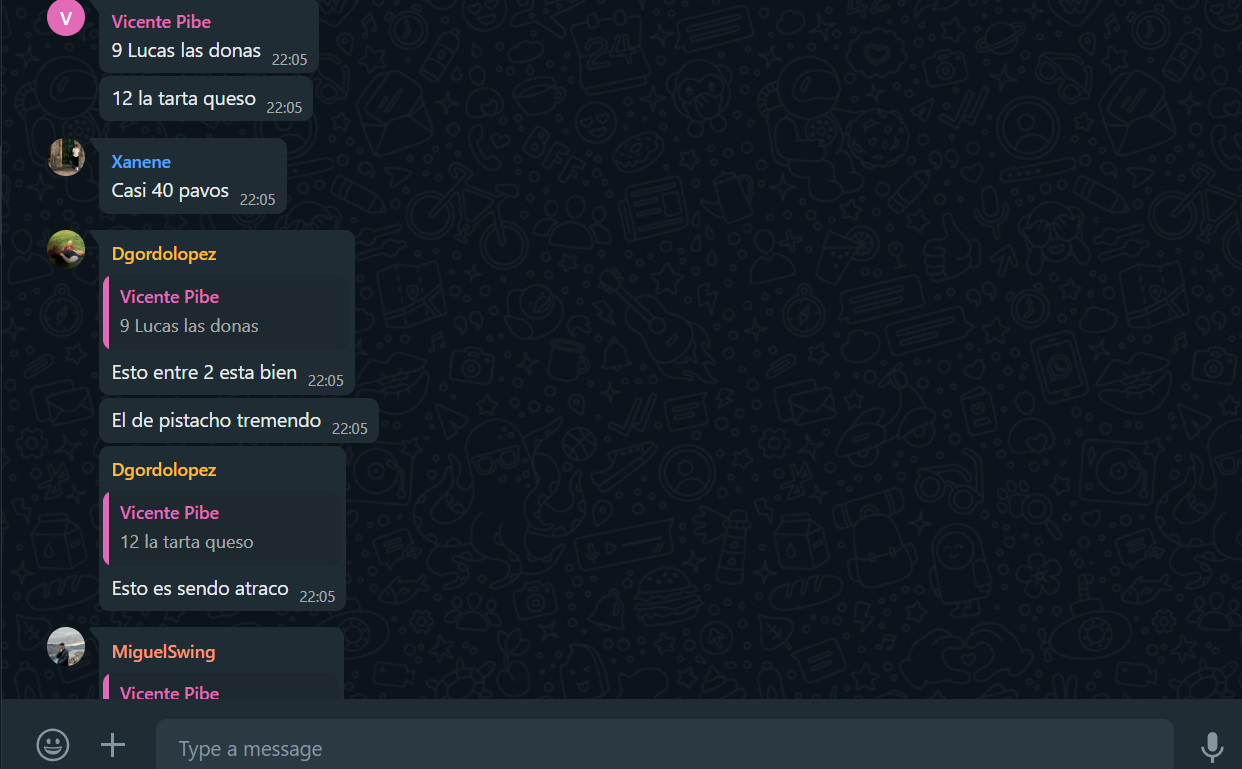 V
Vicente Pibe
9 Lucas las donas 22:05
12 la tarta queso 22:05
Xanene
Casi 40 pavos 22:05
Dgordolopez
Vicente Pibe
9 Lucas las donas
Esto entre 2 esta bien 22:05
El de pistacho tremendo 22:05
Dgordolopez
Vicente Pibe
12 la tarta queso
Esto es sendo atraco 22:05
MiguelSwing
Vicente Pibe
Type a message